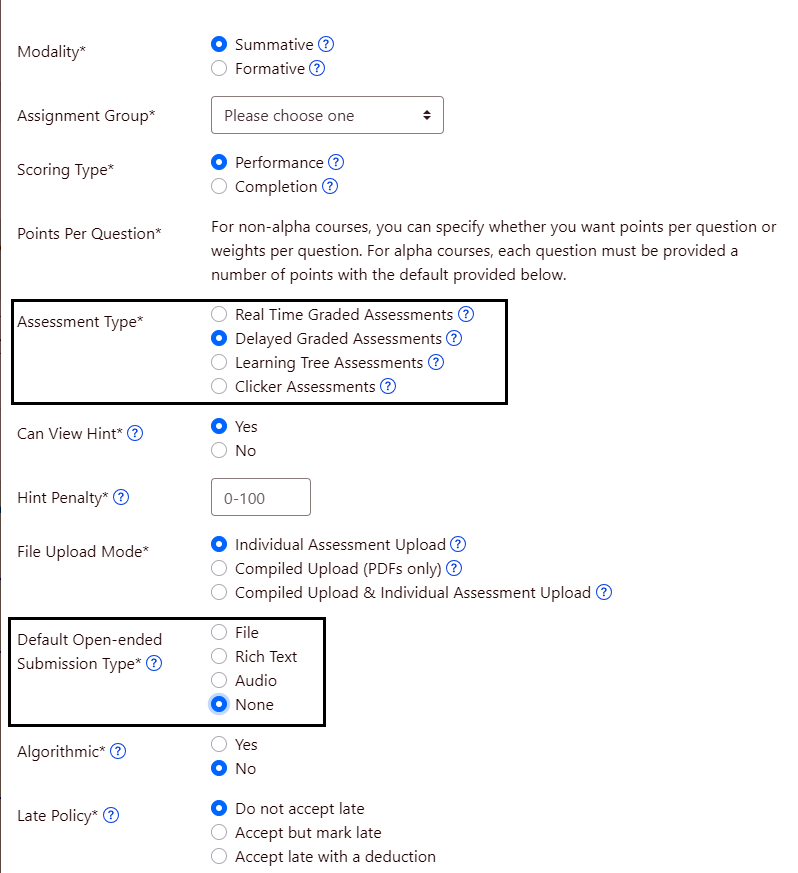 Modality*
Summative ?
Formative ?
Assignment Group*
Please choose one
Scoring Type*
Performance ?
Completion ?
Points Per Question*
For non-alpha courses, you can specify whether you want points per question or
weights per question. For alpha courses, each question must be provided a
number of points with the default provided below.
Assessment Type*
Real Time Graded Assessments ?
Delayed Graded Assessments ?
Learning Tree Assessments ?
Clicker Assessments ?
Can View Hint* ?
Yes
No
Hint Penalty* ?
0-100
File Upload Mode*
Individual Assessment Upload ?
Compiled Upload (PDFs only) ?
Compiled Upload & Individual Assessment Upload ?
Default Open-ended
Submission Type* ?
File
Rich Text
Audio
None
Algorithmic* ?
Yes
No
Late Policy* ?
Do not accept late
Accept but mark late
Accept late with a deduction